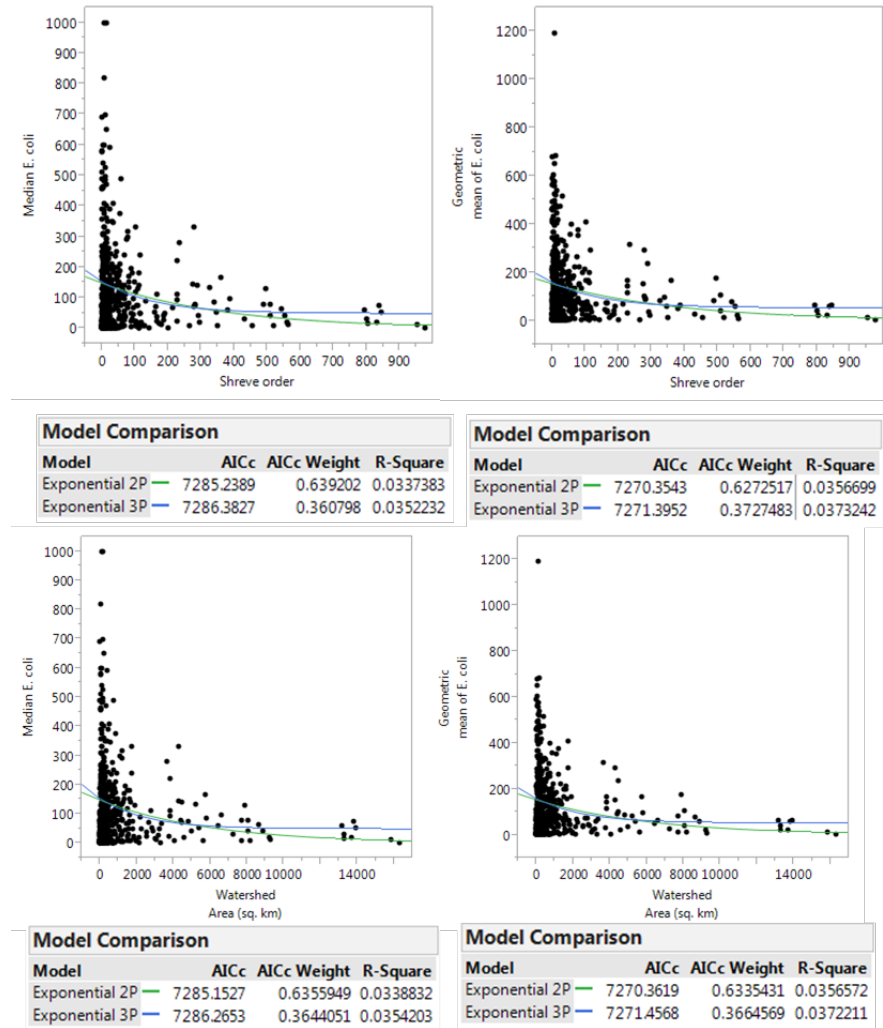 1000
900
800
700
600
500
400
300
200
100
0
Median E. coli
0 100 200 300 400 500 600 700 800 900
Shreve order
1200
1000
800
600
400
200
0
Geometric
mean of E. coli
0 100 200 300 400 500 600 700 800 900
Shreve order
Model Comparison
Model AICc AICc Weight R-Square
Exponential 2P 7285.2389 0.639202 0.0337383
Exponential 3P 7286.3827 0.360798 0.0352232
Model Comparison
Model AICc AICc Weight R-Square
Exponential 2P 7270.3543 0.6272517 0.0356699
Exponential 3P 7271.3952 0.3727483 0.0373242
1000
900
800
700
600
500
400
300
200
100
0
Median E. coli
0 2000 4000 6000 8000 10000 14000
Watershed
Area (sq. km)
1200
1000
800
600
400
200
0
Geometric
mean of E. coli
0 2000 4000 6000 8000 10000 14000
Watershed
Area (sq. km)
Model Comparison
Model AICc AICc Weight R-Square
Exponential 2P 7285.1527 0.6355949 0.0338832
Exponential 3P 7286.2653 0.3644051 0.0354203
Model Comparison
Model AICc AICc Weight R-Square
Exponential 2P 7270.3619 0.6335431 0.0356572
Exponential 3P 7271.4568 0.3664569 0.0372211